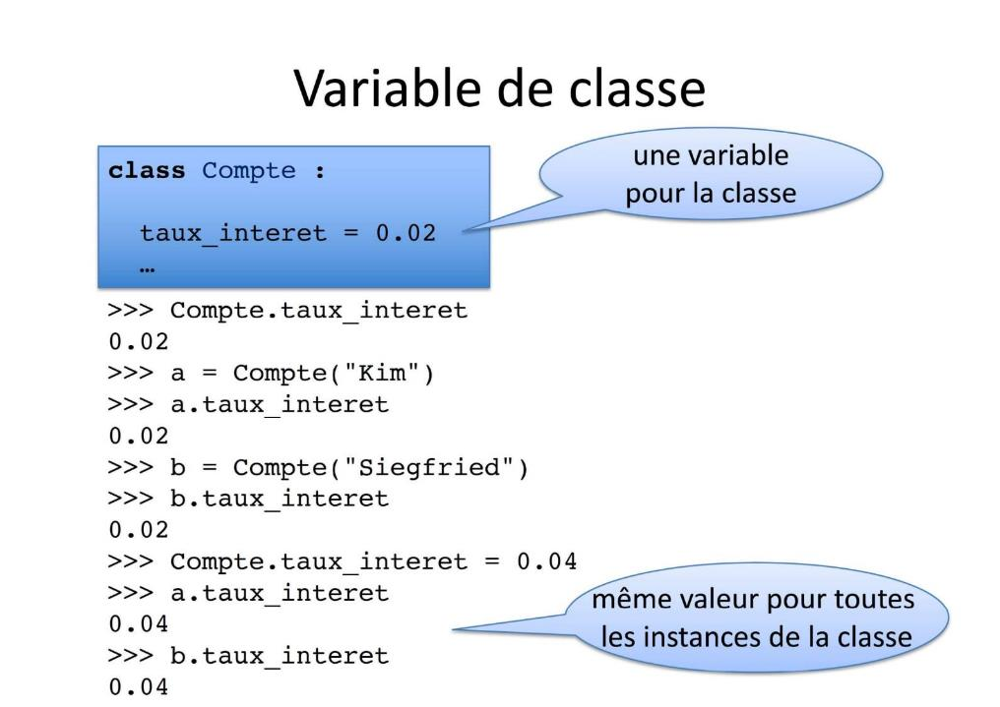 Variable de classe
class Compte :
taux_interet = 0.02
…
une variable
pour la classe
>>> Compte.taux_interet
0.02
>>> a = Compte("Kim")
>>> a.taux_interet
0.02
>>> b = Compte("Siegfried")
>>> b.taux_interet
0.02
>>> Compte.taux_interet = 0.04
>>> a.taux_interet
0.04
>>> b.taux_interet
0.04
même valeur pour toutes
les instances de la classe